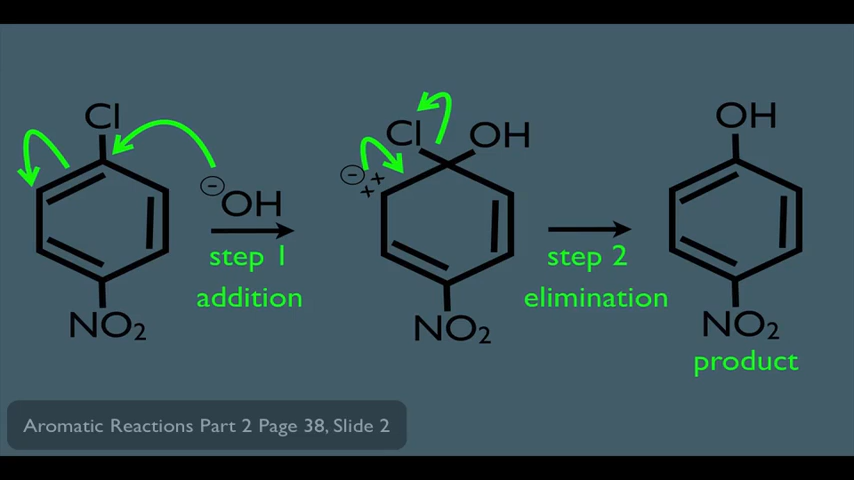 Cl
⊖OH
step 1
addition
NO₂
Cl
OH
⊖
NO₂
step 2
elimination
OH
NO₂
product
Aromatic Reactions Part 2 Page 38, Slide 2